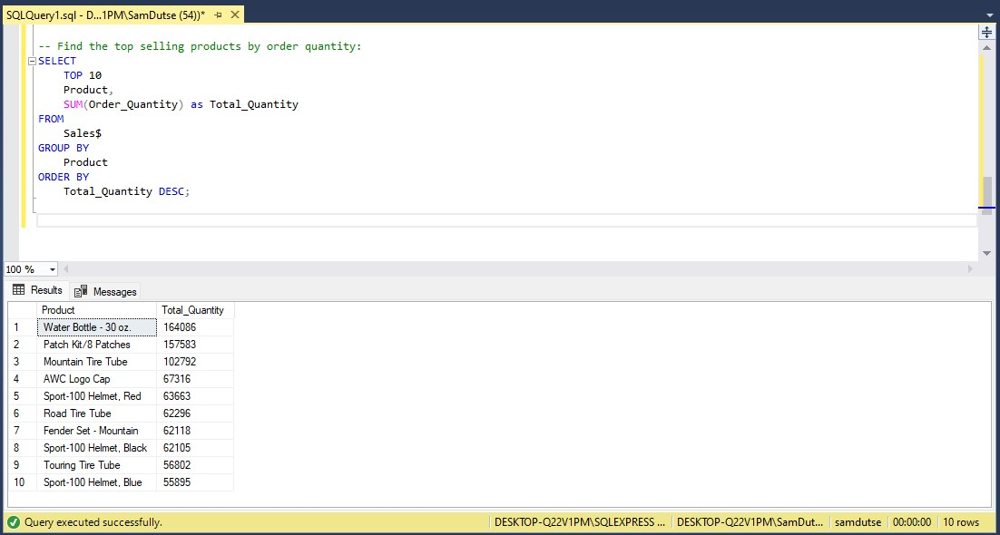 SQLQuery1.sql - D...1PM\SamDutse (54))*
-- Find the top selling products by order quantity:
SELECT
TOP 10
Product,
SUM(Order_Quantity) as Total_Quantity
FROM
Sales$
GROUP BY
Product
ORDER BY
Total_Quantity DESC;
100 %
Results Messages
Product Total_Quantity
1 Water Bottle - 30 oz. 164086
2 Patch Kit/8 Patches 157583
3 Mountain Tire Tube 102792
4 AWC Logo Cap 67316
5 Sport-100 Helmet, Red 63663
6 Road Tire Tube 62296
7 Fender Set - Mountain 62118
8 Sport-100 Helmet, Black 62105
9 Touring Tire Tube 56802
10 Sport-100 Helmet, Blue 55895
Query executed successfully. DESKTOP-Q22V1PM\SQLEXPRESS ... DESKTOP-Q22V1PM\SamDut... samdutse 00:00:00 10 rows